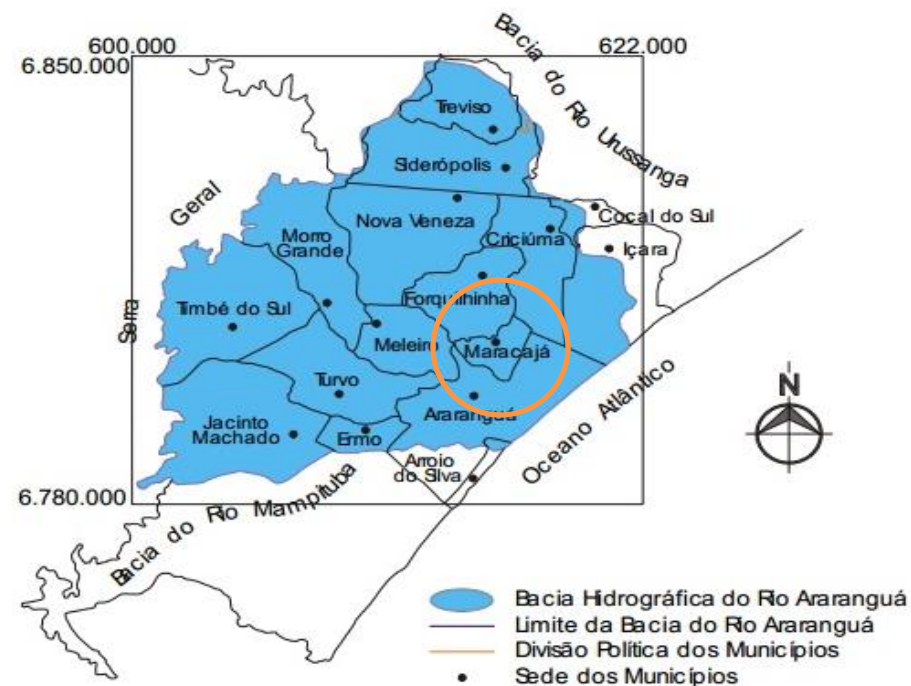 600.000
622.000
6.850.000
Bacia do Rio Urussanga
Treviso
Siderópolis
Geral
Nova Veneza
Cocal do Sul
Morro
Grande
Criciúma
Içara
Forquilhinha
Timbé do Sul
Serra
Meleiro
Maracajá
Turvo
Jacinto
Machado
Araranguá
Ermo
Oceano Atlântico
N
Arroio
do Silva
6.780.000
Bacia do Rio Mampituba
Bacia Hidrográfica do Rio Araranguá
Limite da Bacia do Rio Araranguá
Divisão Política dos Municípios
Sede dos Municípios